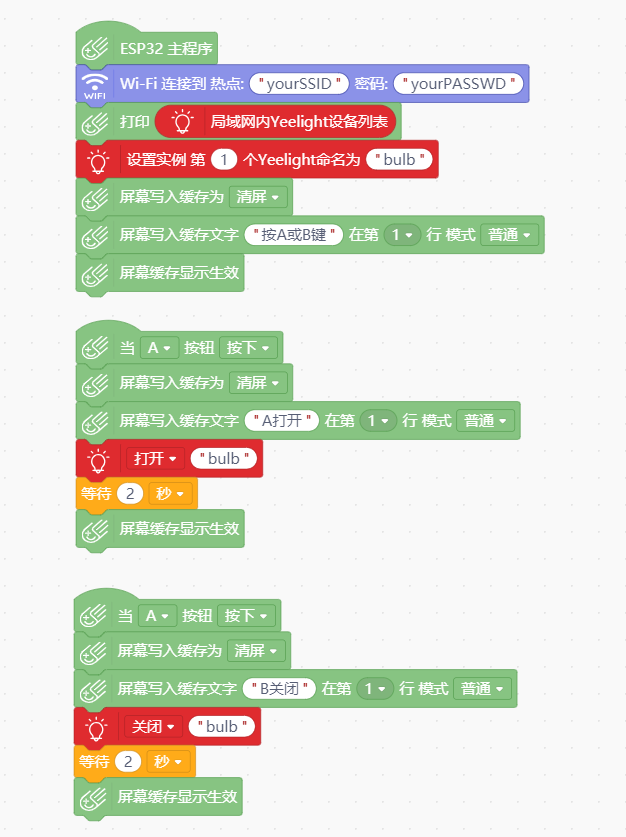 ESP32 主程序
WIFI Wi-Fi 连接到 热点: "yourSSID" 密码: "yourPASSWD"
打印 局域网内Yeelight设备列表
设置实例 第 1 个Yeelight命名为 "bulb"
屏幕写入缓存为 清屏
屏幕写入缓存文字 "按A或B键" 在第 1 行 模式 普通
屏幕缓存显示生效
当 A 按钮 按下
屏幕写入缓存为 清屏
屏幕写入缓存文字 "A打开" 在第 1 行 模式 普通
打开 "bulb"
等待 2 秒
屏幕缓存显示生效
当 A 按钮 按下
屏幕写入缓存为 清屏
屏幕写入缓存文字 "B关闭" 在第 1 行 模式 普通
关闭 "bulb"
等待 2 秒
屏幕缓存显示生效